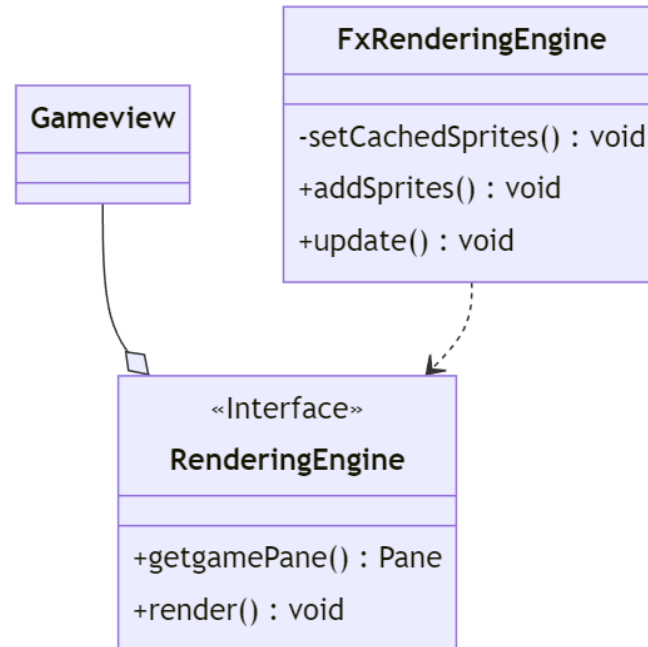 FxRenderingEngine
-setCachedSprites() : void
+addSprites() : void
+update() : void
Gameview
«Interface»
RenderingEngine
+getgamePane() : Pane
+render() : void